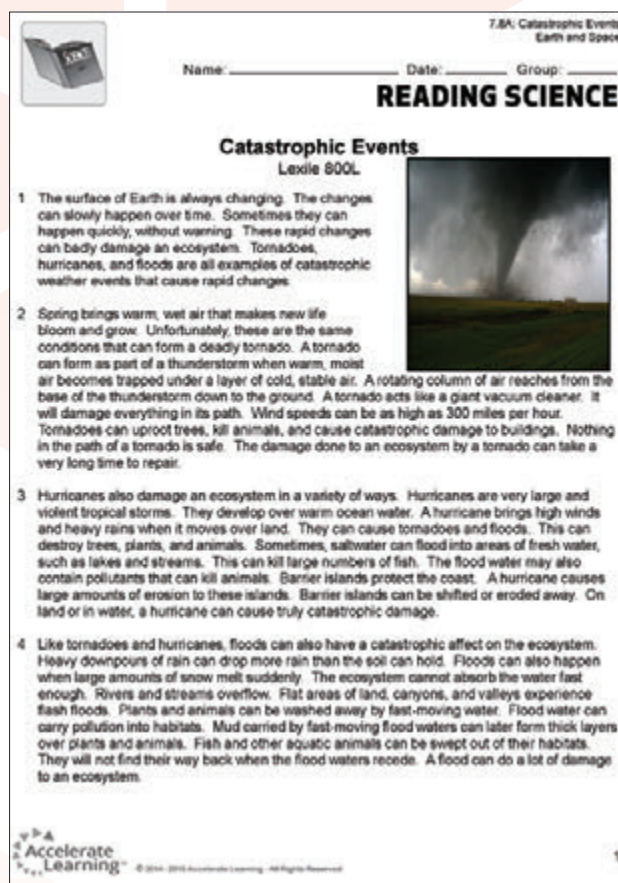 7.8A: Catastrophic Events
Earth and Space
Name: Date: Group:
READING SCIENCE
Catastrophic Events
Lexile 800L
1 The surface of Earth is always changing. The changes
can slowly happen over time. Sometimes they can
happen quickly, without warning. These rapid changes
can badly damage an ecosystem. Tornadoes,
hurricanes, and floods are all examples of catastrophic
weather events that cause rapid changes.
2 Spring brings warm, wet air that makes new life
bloom and grow. Unfortunately, these are the same
conditions that can form a deadly tornado. A tornado
can form as part of a thunderstorm when warm, moist
air becomes trapped under a layer of cold, stable air. A rotating column of air reaches from the
base of the thunderstorm down to the ground. A tornado acts like a giant vacuum cleaner. It
will damage everything in its path. Wind speeds can be as high as 300 miles per hour.
Tornadoes can uproot trees, kill animals, and cause catastrophic damage to buildings. Nothing
in the path of a tornado is safe. The damage done to an ecosystem by a tornado can take a
very long time to repair.
3 Hurricanes also damage an ecosystem in a variety of ways. Hurricanes are very large and
violent tropical storms. They develop over warm ocean water. A hurricane brings high winds
and heavy rains when it moves over land. They can cause tornadoes and floods. This can
destroy trees, plants, and animals. Sometimes, saltwater can flood into areas of fresh water,
such as lakes and streams. This can kill large numbers of fish. The flood water may also
contain pollutants that can kill animals. Barrier islands protect the coast. A hurricane causes
large amounts of erosion to these islands. Barrier islands can be shifted or eroded away. On
land or in water, a hurricane can cause truly catastrophic damage.
4 Like tornadoes and hurricanes, floods can also have a catastrophic affect on the ecosystem.
Heavy downpours of rain can drop more rain than the soil can hold. Floods can also happen
when large amounts of snow melt suddenly. The ecosystem cannot absorb the water fast
enough. Rivers and streams overflow. Flat areas of land, canyons, and valleys experience
flash floods. Plants and animals can be washed away by fast-moving water. Flood water can
carry pollution into habitats. Mud carried by fast-moving flood waters can later form thick layers
over plants and animals. Fish and other aquatic animals can be swept out of their habitats.
They will not find their way back when the flood waters recede. A flood can do a lot of damage
to an ecosystem.
Accelerate
Learning™ © 2014-2015 Accelerate Learning - All Rights Reserved
1